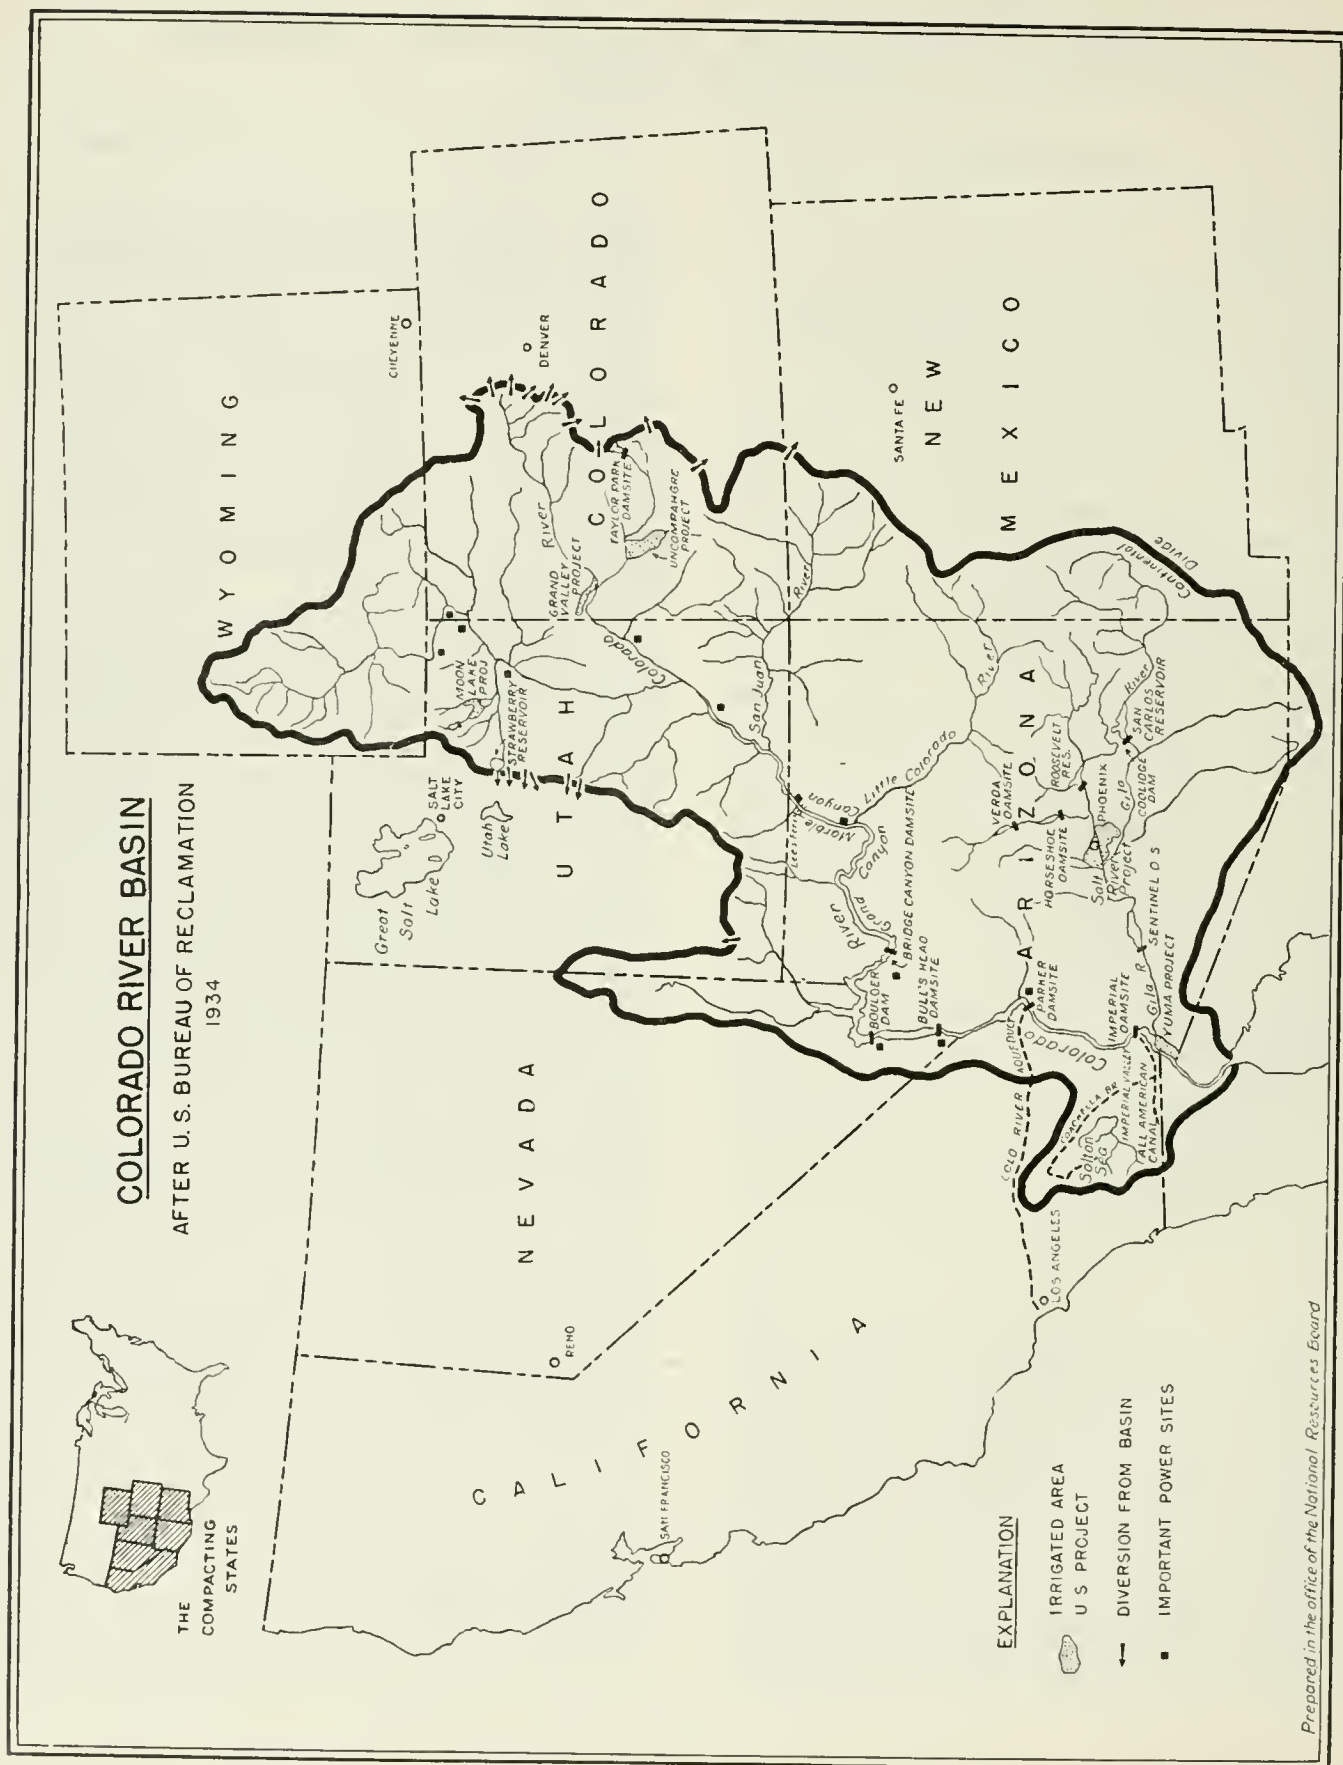 COLORADO RIVER BASIN
AFTER U.S. BUREAU OF RECLAMATION
1934
THE
COMPACTING
STATES
WYOMING
CHEYENNE
Great
Salt
Lake
SALT
LAKE
CITY
Utah
Lake
MOON
LAKE
PROJ
STRAWBERRY
RESERVOIR
UTAH
NEVADA
RENO
COLORADO
DENVER
River
GRAND
VALLEY
PROJECT
TAYLOR PARK
DAMSITE
UNCOMPAHGRE
PROJECT
Colorado
San Juan
River
CALIFORNIA
SAN FRANCISCO
LOS ANGELES
NEW
MEXICO
SANTA FE
Continental
Divide
ARIZONA
Marble
Canyon
Little Colorado
River
River
Grand Canyon
BRIDGE CANYON DAMSITE
BOULDER
DAM
BULL'S HEAD
DAMSITE
VERDA
DAMSITE
HORSESHOE
DAMSITE
ROOSEVELT
RES.
PHOENIX
Salt
River
Project
Gila
River
SAN
CARLOS
RESERVOIR
COOLIDGE
DAM
SENTINEL D S
Gila R
YUMA PROJECT
PARKER
DAMSITE
IMPERIAL
DAMSITE
Colorado
COLO RIVER AQUEDUCT
COACHELLA BR
IMPERIAL VALLEY
ALL AMERICAN
CANAL
Salton
Sea
EXPLANATION
IRRIGATED AREA
U S PROJECT
DIVERSION FROM BASIN
IMPORTANT POWER SITES
Prepared in the office of the National Resources Board